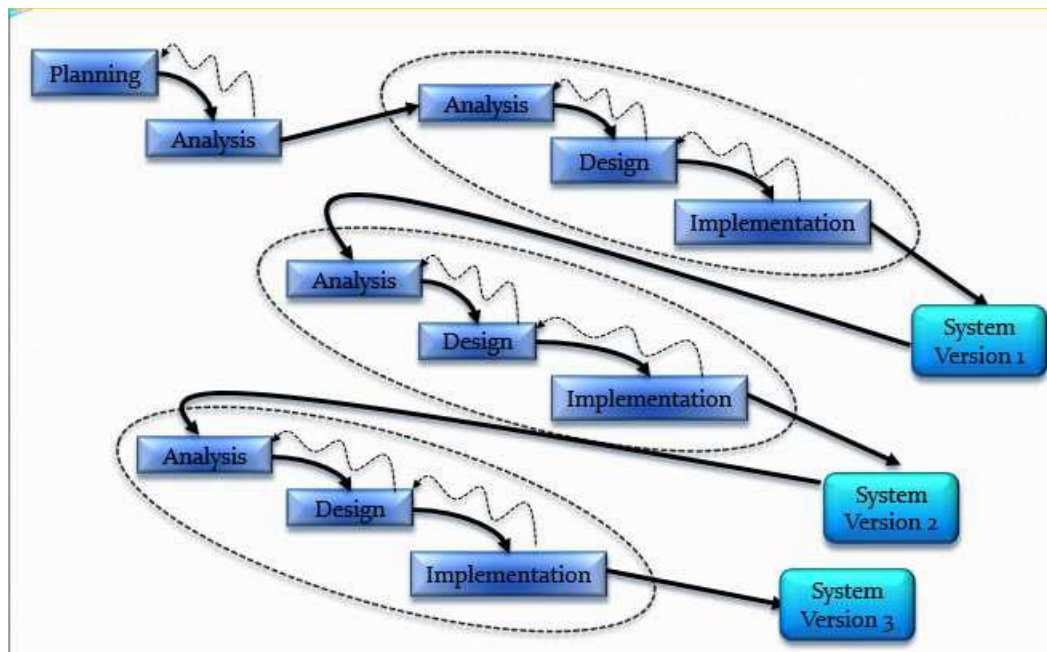 Planning
Analysis
Analysis
Design
Implementation
System
Version 1
Analysis
Design
Implementation
System
Version 2
Analysis
Design
Implementation
System
Version 3